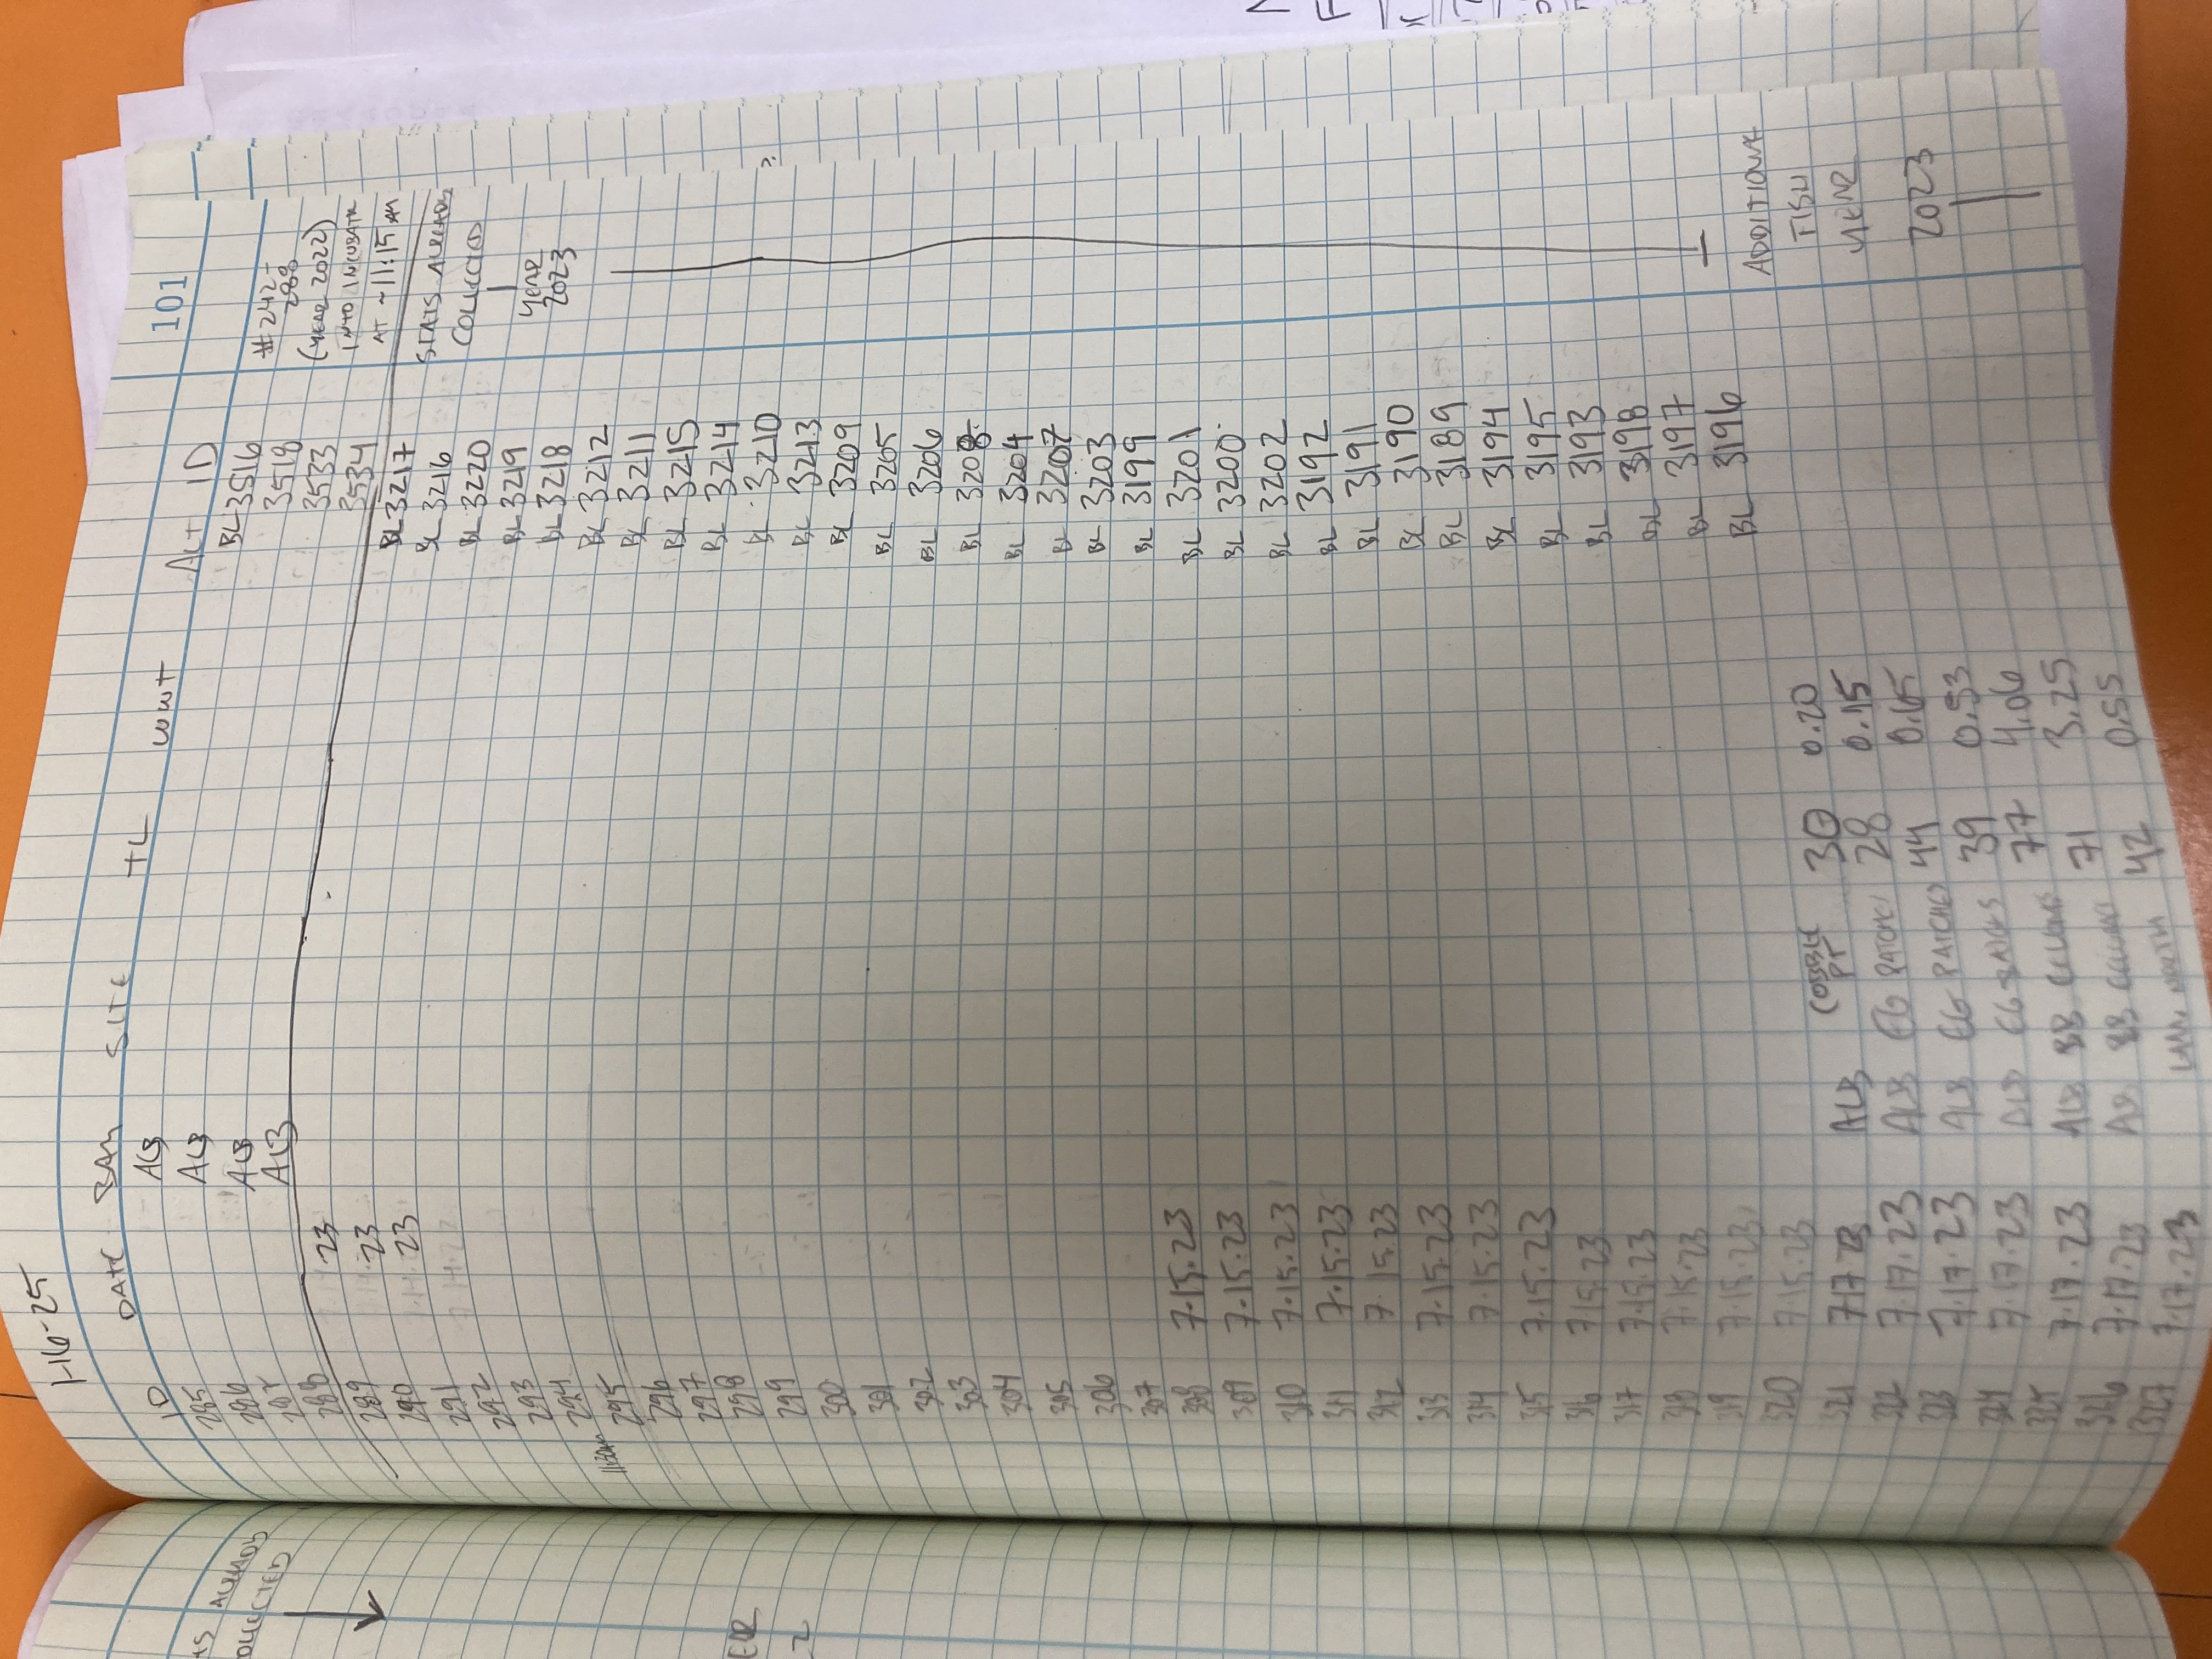 1-16-25
101
ID DATE BAY SITE TL WWT ALT ID
285 ALB BL 3516 #242-
286 ALB 3518 288
287 ALB 3533 (YEAR 2022)
288 ALB 3534 INTO INCUBATR
AT ~11:15 AM
289 23 BL 3217 STATS ALREADY
290 23 BL 3216 COLLECTED
291 23 BL 3220
292 BL 3219 YEAR
293 BL 3218 2023
294 BL 3212
11:30am
295 BL 3211
296 BL 3215
297 BL 3214
298 BL 3210
299 BL 3213
300 BL 3209
301 BL 3205
302 BL 3206
303 BL 3208
304 BL 3204
305 BL 3207
306 BL 3203
307 BL 3199
308 7.15.23 BL 3201
309 7.15.23 BL 3200
310 7.15.23 BL 3202
311 7.15.23 BL 3192
312 7.15.23 BL 3191
313 7.15.23 BL 3190
314 7.15.23 BL 3189
315 7.15.23 BL 3194
316 7.15.23 BL 3195
317 7.15.23 BL 3193
318 7.15.23 BL 3198
319 7.15.23 BL 3197
320 7.15.23 BL 3196
321 7.17.23 ALB COBBLE PT 30 0.20 ADDITIONAL
322 7.17.23 ALB EG PATCHES 28 0.15 FISH
323 7.17.23 ALB EG PATCHES 44 0.65 YEAR
324 7.17.23 ALB EG 39 0.53 2023
325 7.17.23 ALB BB 77 4.06
326 7.17.23 BB 71 3.25
327 7.17.23 LAM. NORTH 42 0.55
TS ALREADY
OLLECTED